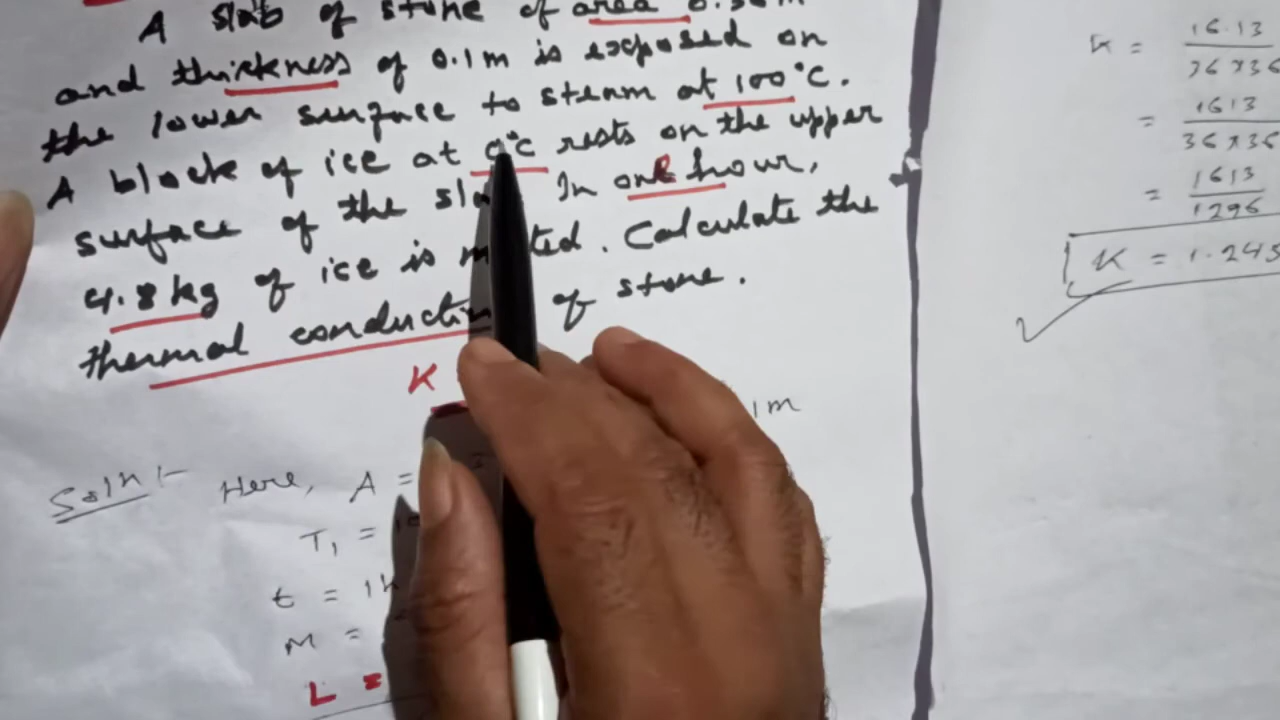 A slab of stone of area 0.36 m
and thickness of 0.1m is exposed on
the lower surface to steam at 100°C.
A block of ice at 0°C rests on the upper
surface of the In one hour,
4.8 kg of ice is Calculate the
thermal of stone.
K
1m
Soln:- Here, A =
T₁ =
t = 1h
M =
L =
K = 16.13
36×36
= 1613
36×36
= 1613
1296
K = 1.245